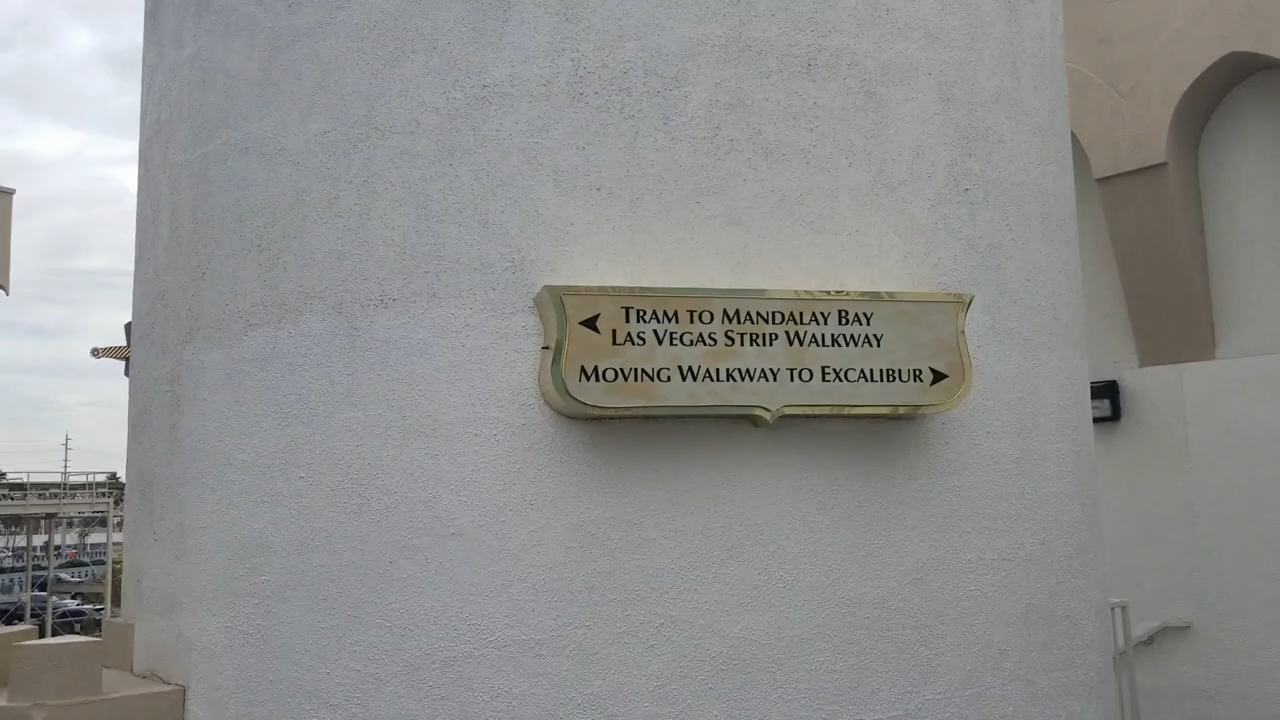 TRAM TO MANDALAY BAY
LAS VEGAS STRIP WALKWAY
MOVING WALKWAY TO EXCALIBUR